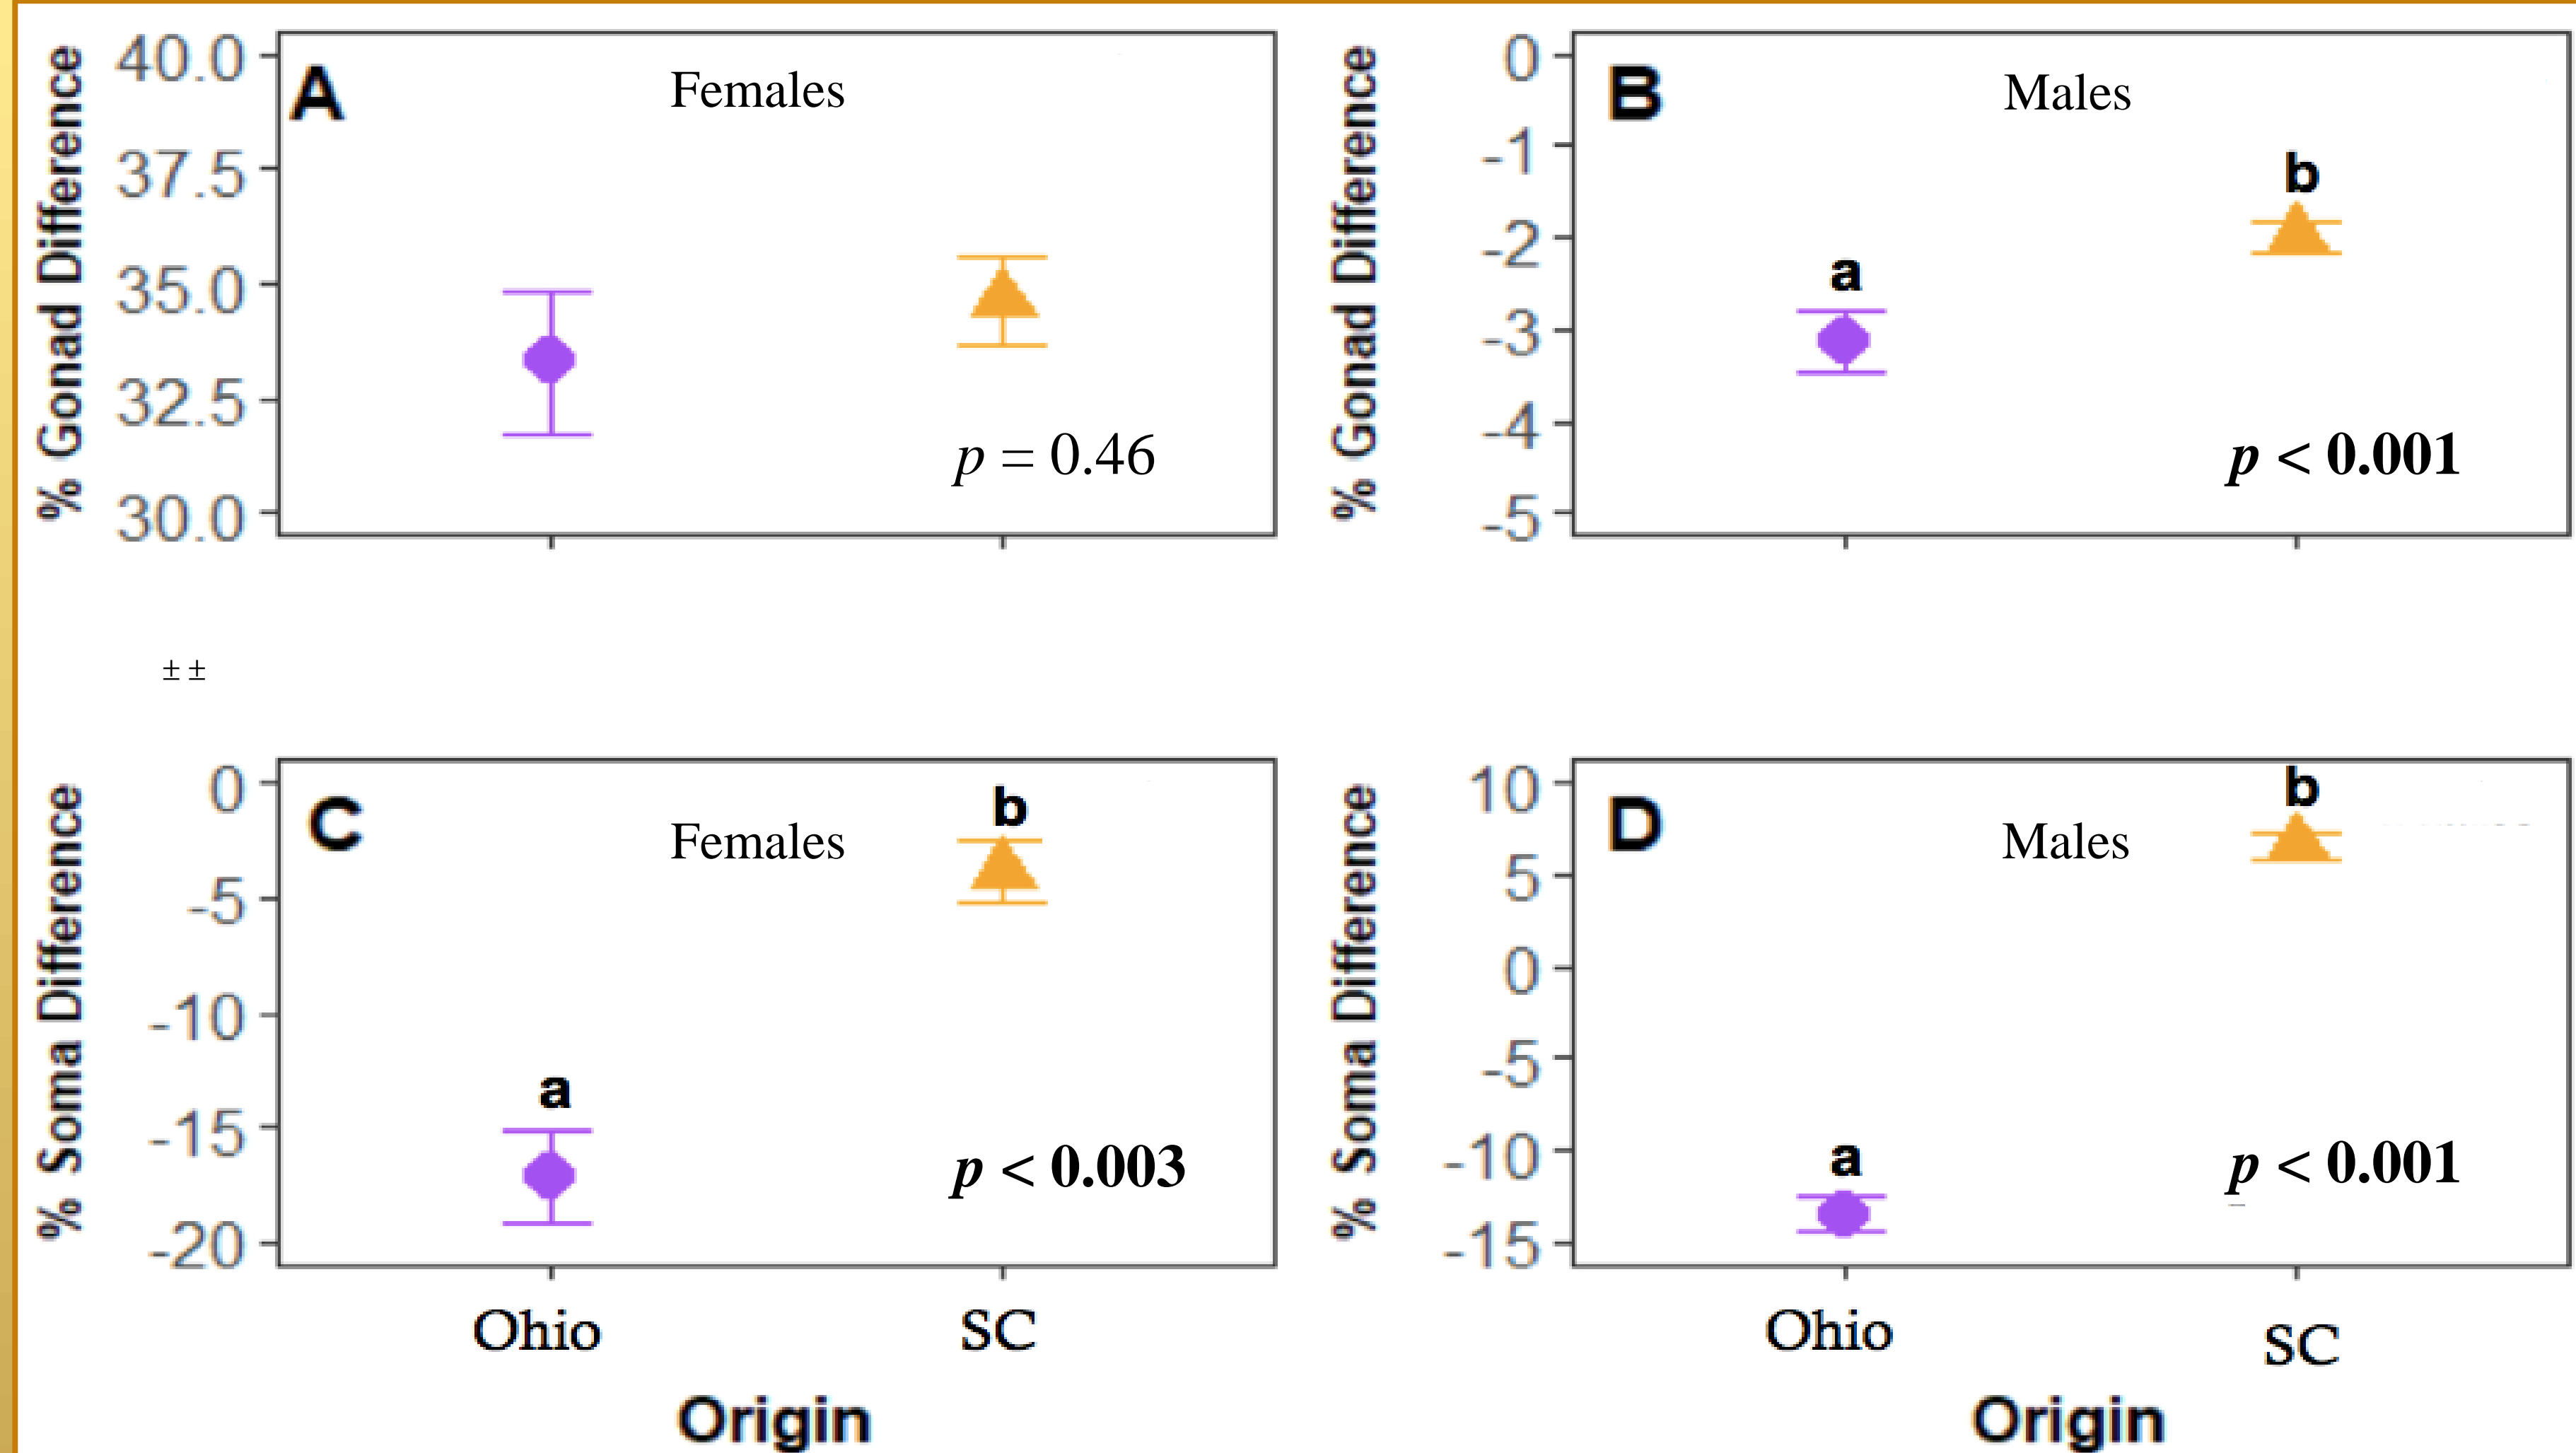 % Gonad Difference
40.0
37.5
35.0
32.5
30.0
A
Females
p = 0.46
% Gonad Difference
0
-1
-2
-3
-4
-5
B
Males
a
b
p < 0.001
± ±
% Soma Difference
0
-5
-10
-15
-20
C
Females
a
b
p < 0.003
Ohio
SC
Origin
% Soma Difference
10
5
0
-5
-10
-15
D
Males
a
b
p < 0.001
Ohio
SC
Origin